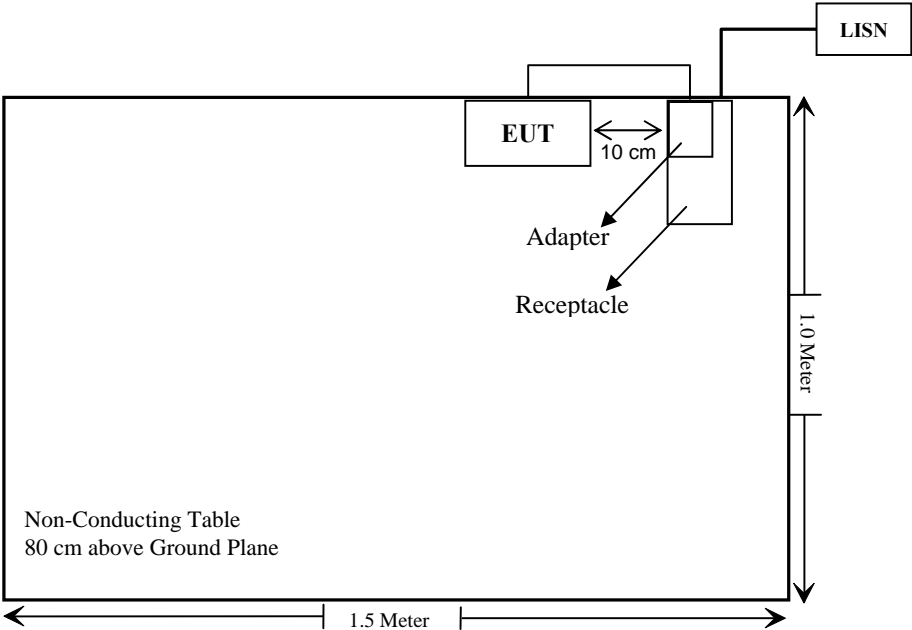 LISN
EUT
10 cm
Adapter
Receptacle
1.0 Meter
Non-Conducting Table
80 cm above Ground Plane
1.5 Meter